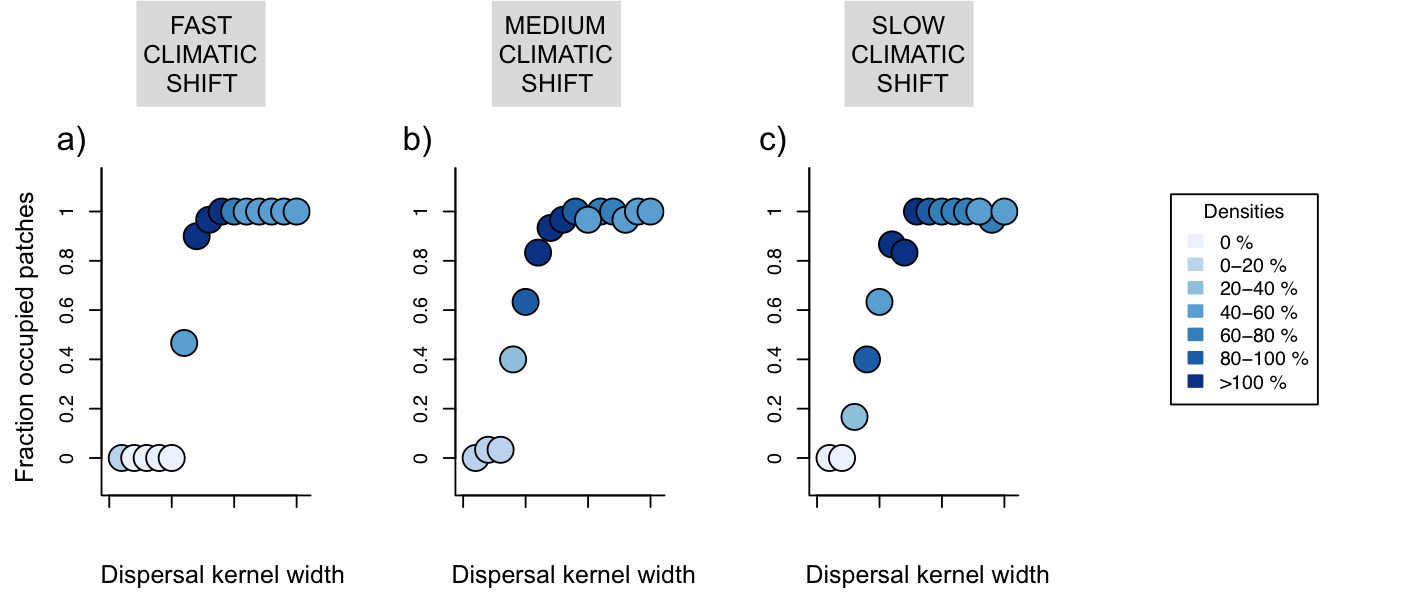 FAST
CLIMATIC
SHIFT
MEDIUM
CLIMATIC
SHIFT
SLOW
CLIMATIC
SHIFT
a)
b)
c)
Fraction occupied patches
1
0.8
0.6
0.4
0.2
0
1
0.8
0.6
0.4
0.2
0
1
0.8
0.6
0.4
0.2
0
Densities
0 %
0–20 %
20–40 %
40–60 %
60–80 %
80–100 %
>100 %
Dispersal kernel width
Dispersal kernel width
Dispersal kernel width